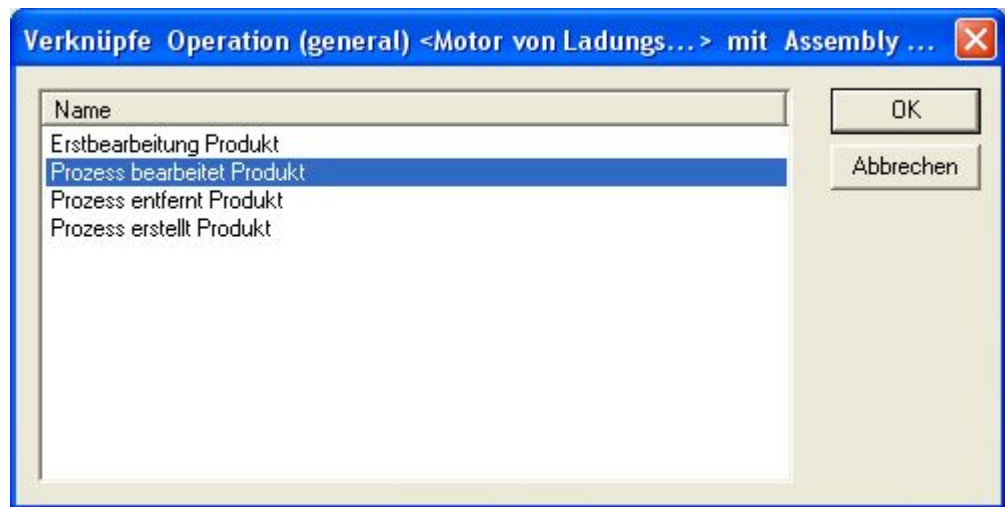 Verknüpfe Operation (general) <Motor von Ladungs...> mit Assembly ...
Name
OK
Erstbearbeitung Produkt
Prozess bearbeitet Produkt
Abbrechen
Prozess entfernt Produkt
Prozess erstellt Produkt